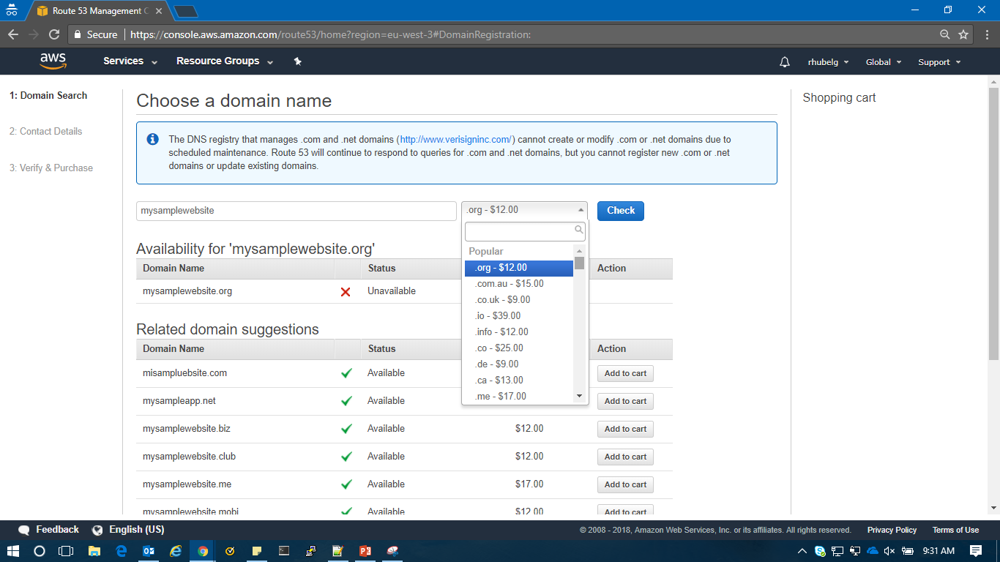 Route 53 Management C
Secure https://console.aws.amazon.com/route53/home?region=eu-west-3#DomainRegistration:
aws Services Resource Groups rhubelg Global Support
1: Domain Search
2: Contact Details
3: Verify & Purchase
Choose a domain name
The DNS registry that manages .com and .net domains (http://www.verisigninc.com/) cannot create or modify .com or .net domains due to
scheduled maintenance. Route 53 will continue to respond to queries for .com and .net domains, but you cannot register new .com or .net
domains or update existing domains.
Shopping cart
mysamplewebsite .org - $12.00 Check
Popular
.org - $12.00
.com.au - $15.00
.co.uk - $9.00
.io - $39.00
.info - $12.00
.co - $25.00
.de - $9.00
.ca - $13.00
.me - $17.00
Availability for 'mysamplewebsite.org'
Domain Name Status Action
mysamplewebsite.org Unavailable
Related domain suggestions
Domain Name Status Action
misampluebsite.com Available Add to cart
mysampleapp.net Available Add to cart
mysamplewebsite.biz Available $12.00 Add to cart
mysamplewebsite.club Available $12.00 Add to cart
mysamplewebsite.me Available $17.00 Add to cart
mysamplewebsite.mobi Available $12.00 Add to cart
Feedback English (US) © 2008 - 2018, Amazon Web Services, Inc. or its affiliates. All rights reserved. Privacy Policy Terms of Use
9:31 AM